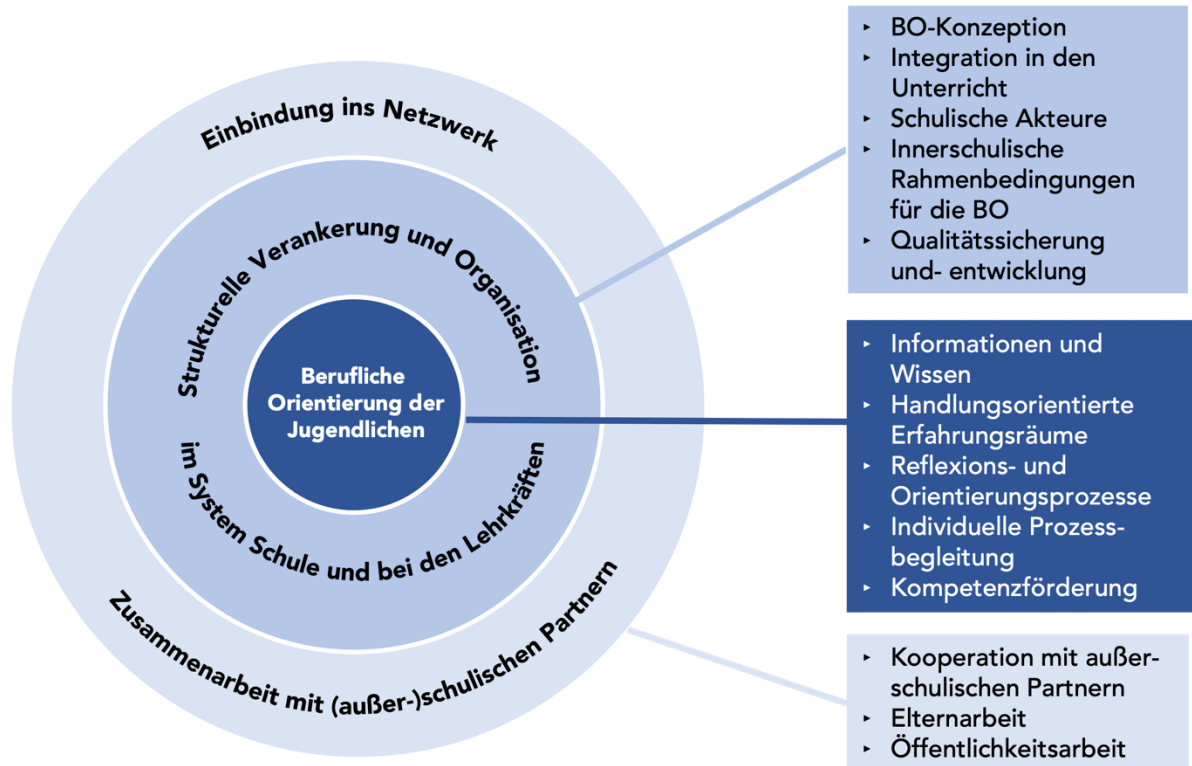 Einbindung ins Netzwerk
Strukturelle Verankerung und Organisation
Berufliche
Orientierung der
Jugendlichen
im System Schule und bei den Lehrkräften
Zusammenarbeit mit (außer-)schulischen Partnern
‣ BO-Konzeption
‣ Integration in den
Unterricht
‣ Schulische Akteure
‣ Innerschulische
Rahmenbedingungen
für die BO
‣ Qualitätssicherung
und- entwicklung
‣ Informationen und
Wissen
‣ Handlungsorientierte
Erfahrungsräume
‣ Reflexions- und
Orientierungsprozesse
‣ Individuelle Prozess-
begleitung
‣ Kompetenzförderung
‣ Kooperation mit außer-
schulischen Partnern
‣ Elternarbeit
‣ Öffentlichkeitsarbeit